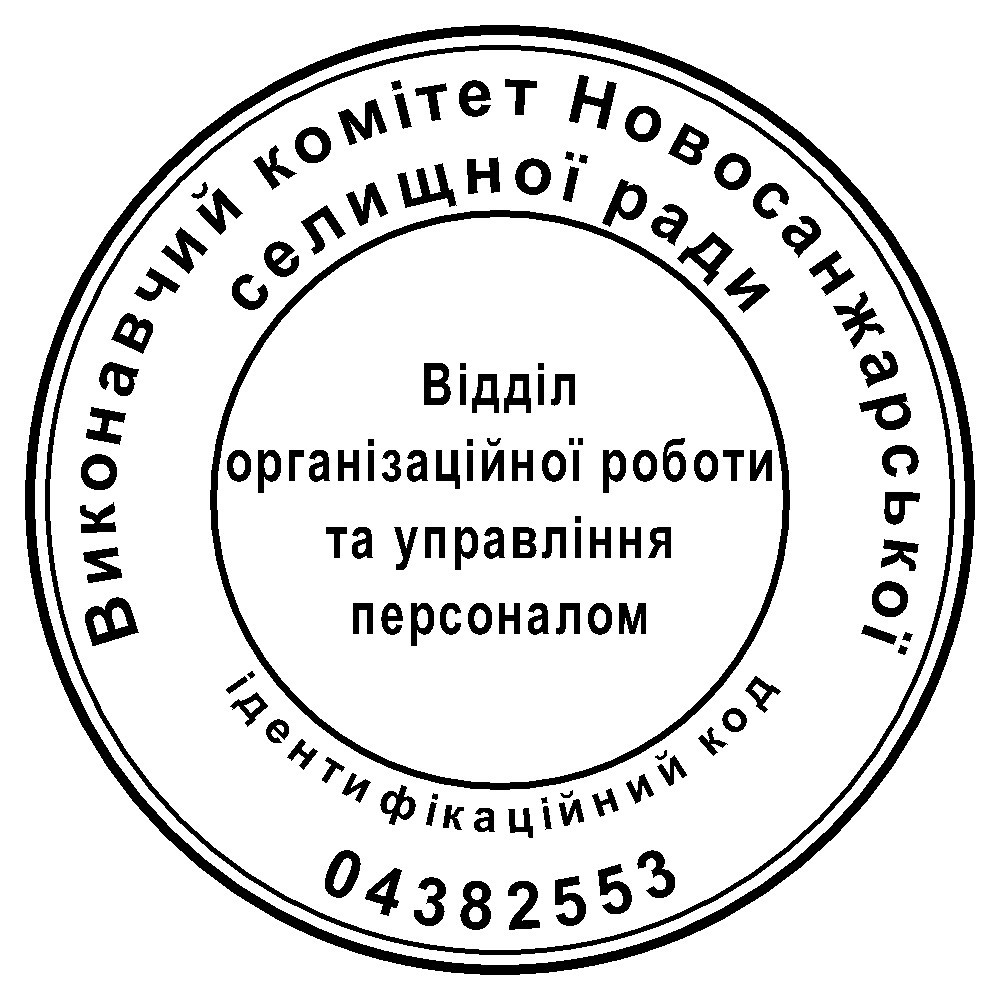 Виконавчий комітет Новосанжарської
селищної ради
Відділ
організаційної роботи
та управління
персоналом
ідентифікаційний код
04382553